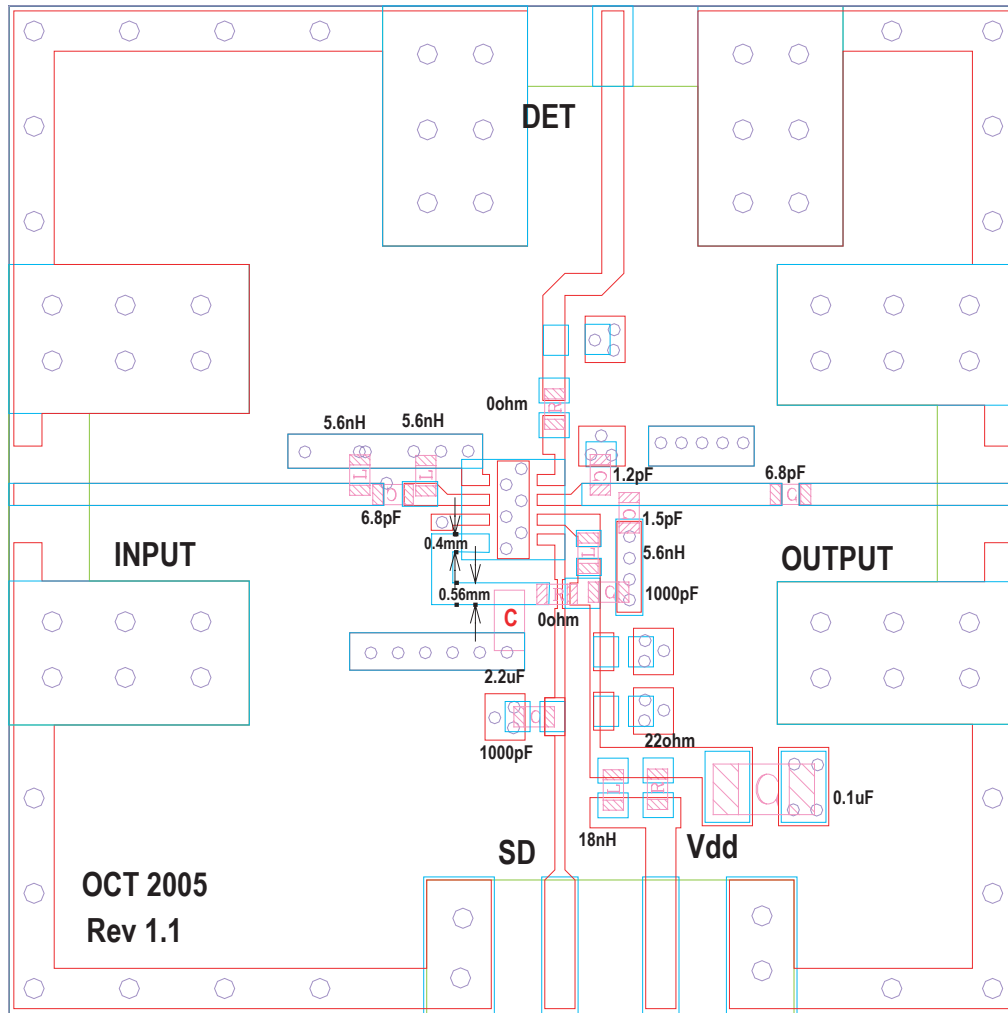 DET
0ohm
5.6nH
5.6nH
R
L
L
C
1.2pF
6.8pF
C
6.8pF
C
C
1.5pF
INPUT
0.4mm
L
5.6nH
OUTPUT
0.56mm
R
C
1000pF
C
0ohm
2.2uF
C
1000pF
22ohm
L
R
C
0.1uF
18nH
SD
Vdd
OCT 2005
Rev 1.1